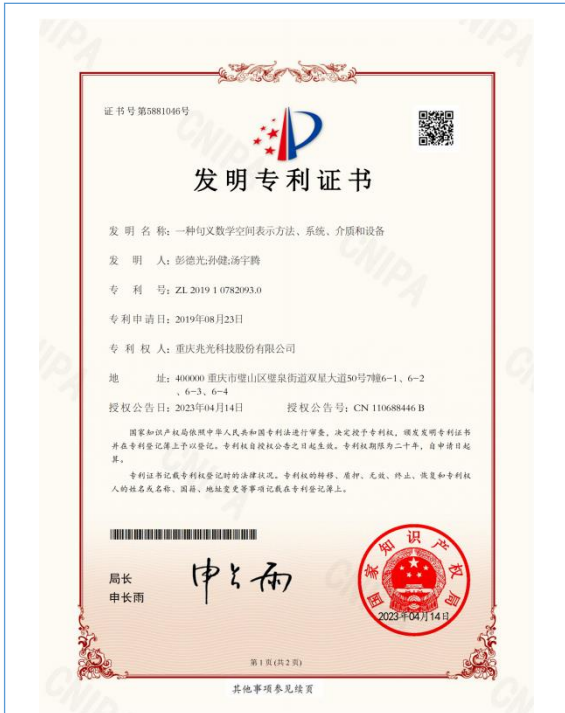 证书号第5881046号
发明专利证书
发 明 名 称：一种句义数学空间表示方法、系统、介质和设备
发 明 人：彭德光;孙健;汤宇腾
专 利 号：ZL 2019 1 0782093.0
专利申请日：2019年08月23日
专 利 权 人：重庆兆光科技股份有限公司
地 址：400000 重庆市璧山区璧泉街道双星大道50号7幢6-1、6-2
、6-3、6-4
授权公告日：2023年04月14日 授权公告号：CN 110688446 B
国家知识产权局依照中华人民共和国专利法进行审查，决定授予专利权，颁发发明专利证书
并在专利登记簿上予以登记。专利权自授权公告之日起生效。专利权期限为二十年，自申请日起
算。
专利证书记载专利权登记时的法律状况。专利权的转移、质押、无效、终止、恢复和专利权
人的姓名或名称、国籍、地址变更等事项记载在专利登记簿上。
局长
申长雨
申长雨
国家知识产权局
2023年04月14日
第 1 页 (共 2 页)
其他事项参见续页
CNIPA
CNIPA
CNIPA
CNIPA